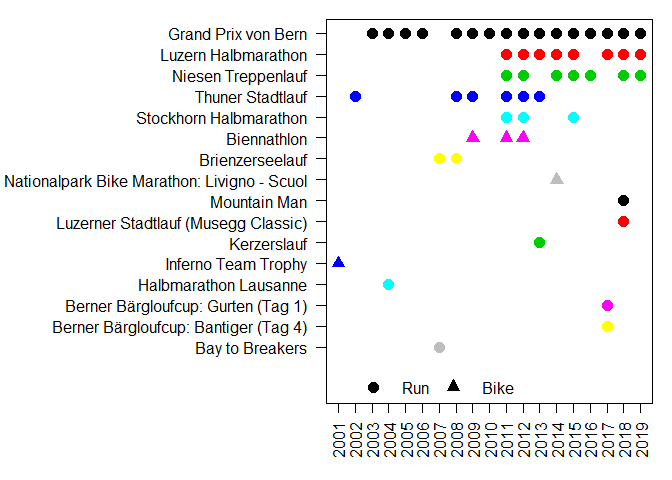 Grand Prix von Bern
Luzern Halbmarathon
Niesen Treppenlauf
Thuner Stadtlauf
Stockhorn Halbmarathon
Biennathlon
Brienzerseelauf
Nationalpark Bike Marathon: Livigno - Scuol
Mountain Man
Luzerner Stadtlauf (Musegg Classic)
Kerzerslauf
Inferno Team Trophy
Halbmarathon Lausanne
Berner Bärgloufcup: Gurten (Tag 1)
Berner Bärgloufcup: Bantiger (Tag 4)
Bay to Breakers
Run Bike
2001 2002 2003 2004 2005 2006 2007 2008 2009 2010 2011 2012 2013 2014 2015 2016 2017 2018 2019